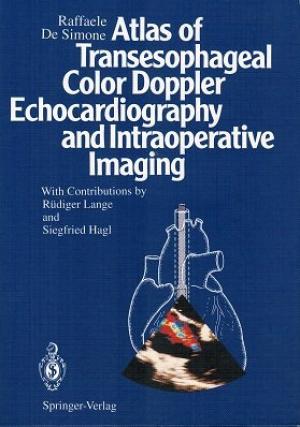 Raffaele
De Simone
Atlas of
Transesophageal
Color Doppler
Echocardiography
and Intraoperative
Imaging
With Contributions by
Rüdiger Lange
and
Siegfried Hagl
Springer-Verlag